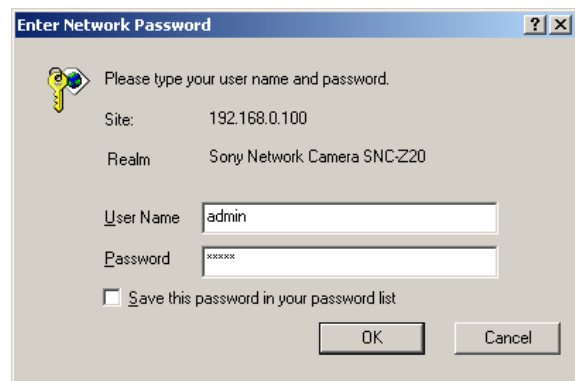 Enter Network Password
? ×
Please type your user name and password.
Site: 192.168.0.100
Realm Sony Network Camera SNC-Z20
User Name admin
Password xxxxx
Save this password in your password list
OK Cancel